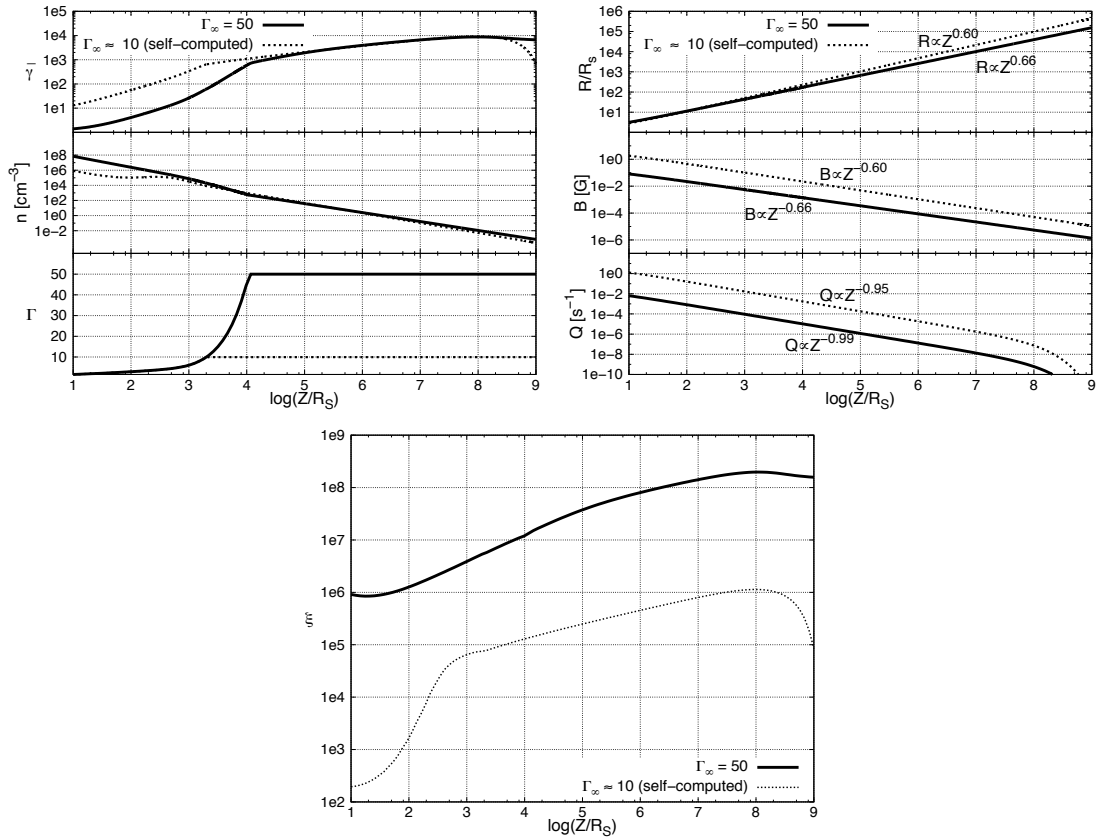 Γ∞ = 50
Γ∞ ≈ 10 (self-computed)
1e5
1e4
1e3
1e2
1e1
γ̄
1e8
1e6
1e4
1e2
1e0
1e-2
n [cm⁻³]
50
40
30
20
10
Γ
1 2 3 4 5 6 7 8 9
log(Z/R_S)
Γ∞ = 50
Γ∞ ≈ 10 (self-computed)
1e6
1e5
1e4
1e3
1e2
1e1
R/R_s
R∝Z^0.60
R∝Z^0.66
1e0
1e-2
1e-4
1e-6
B [G]
B∝Z^-0.60
B∝Z^-0.66
1e0
1e-2
1e-4
1e-6
1e-8
1e-10
Q [s⁻¹]
Q∝Z^-0.95
Q∝Z^-0.99
1 2 3 4 5 6 7 8 9
log(Z/R_S)
1e9
1e8
1e7
1e6
1e5
1e4
1e3
1e2
ξ
Γ∞ = 50
Γ∞ ≈ 10 (self-computed)
1 2 3 4 5 6 7 8 9
log(Z/R_S)